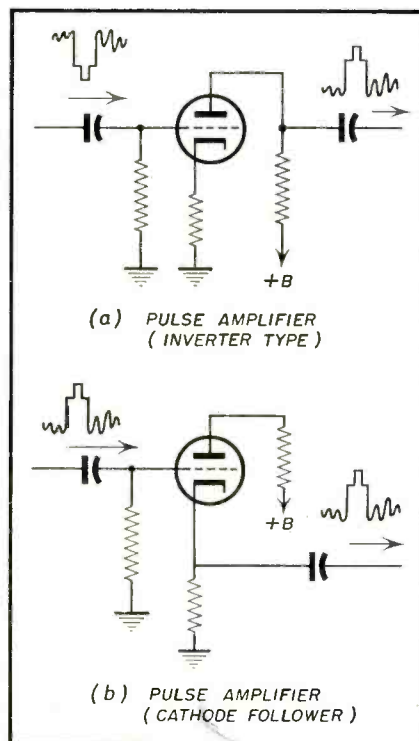 +B
(a) PULSE AMPLIFIER
(INVERTER TYPE)
+B
(b) PULSE AMPLIFIER
(CATHODE FOLLOWER)